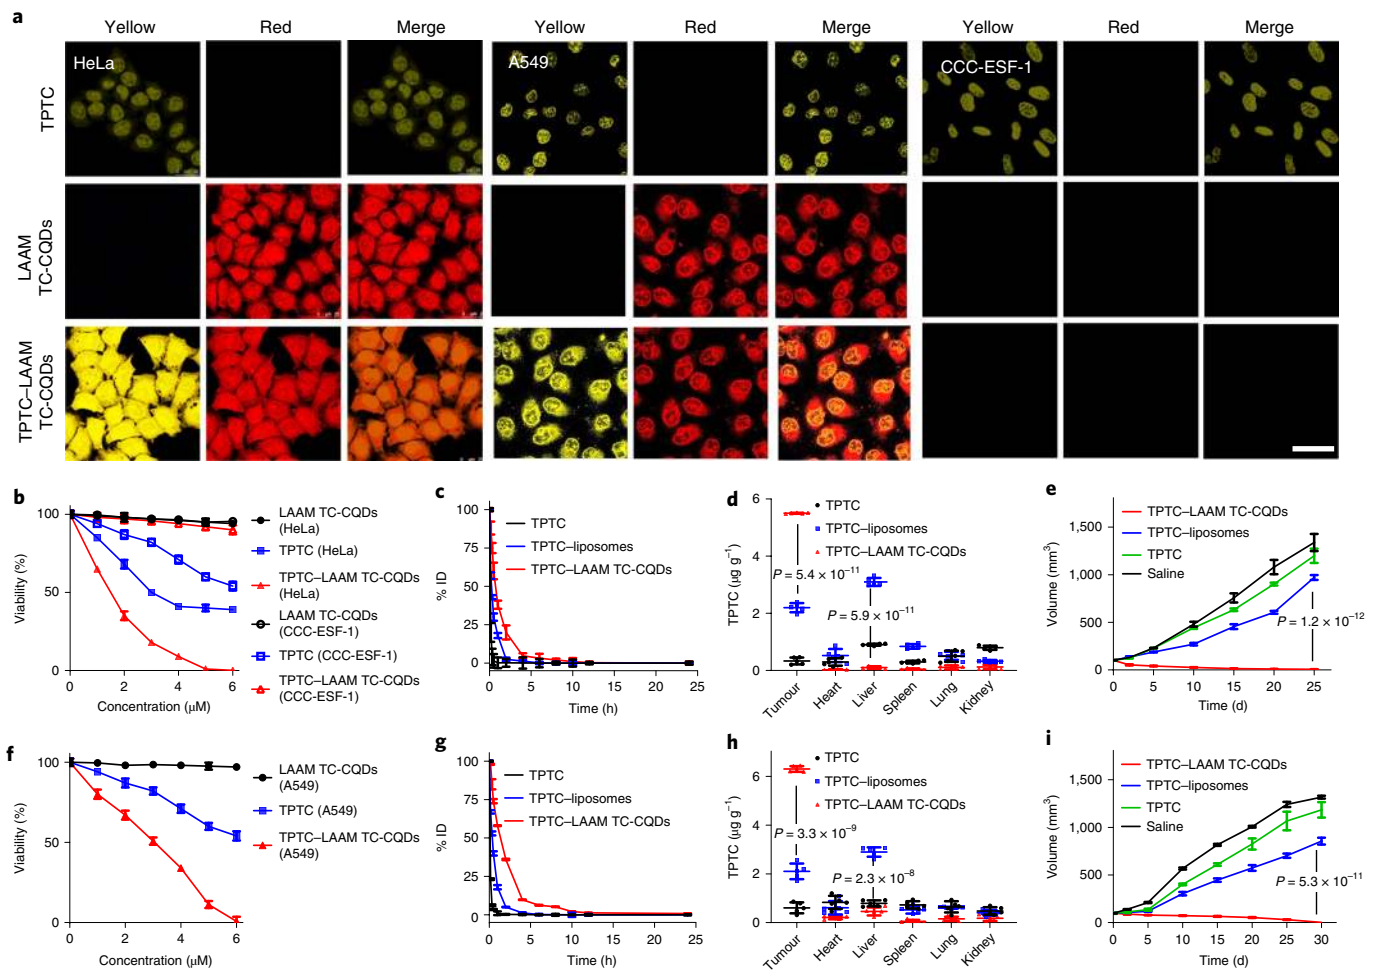 a
Yellow Red Merge Yellow Red Merge Yellow Red Merge
TPTC
HeLa
A549
CCC-ESF-1
LAAM
TC-CQDs
TPTC–LAAM
TC-CQDs
b
Viability (%)
100
50
0
0 2 4 6
Concentration (μM)
LAAM TC-CQDs
(HeLa)
TPTC (HeLa)
TPTC–LAAM TC-CQDs
(HeLa)
LAAM TC-CQDs
(CCC-ESF-1)
TPTC (CCC-ESF-1)
TPTC–LAAM TC-CQDs
(CCC-ESF-1)
c
% ID
100
75
50
25
0
0 5 10 15 20 25
Time (h)
TPTC
TPTC–liposomes
TPTC–LAAM TC-CQDs
d
TPTC (μg g⁻¹)
6
4
2
0
TPTC
TPTC–liposomes
TPTC–LAAM TC-CQDs
P = 5.4 × 10⁻¹¹
P = 5.9 × 10⁻¹¹
Tumour Heart Liver Spleen Lung Kidney
e
Volume (mm³)
1,500
1,000
500
0
0 5 10 15 20 25
Time (d)
TPTC–LAAM TC-CQDs
TPTC–liposomes
TPTC
Saline
P = 1.2 × 10⁻¹²
f
Viability (%)
100
50
0
0 2 4 6
Concentration (μM)
LAAM TC-CQDs
(A549)
TPTC (A549)
TPTC–LAAM TC-CQDs
(A549)
g
% ID
100
75
50
25
0
0 5 10 15 20 25
Time (h)
TPTC
TPTC–liposomes
TPTC–LAAM TC-CQDs
h
TPTC (μg g⁻¹)
6
4
2
0
TPTC
TPTC–liposomes
TPTC–LAAM TC-CQDs
P = 3.3 × 10⁻⁹
P = 2.3 × 10⁻⁸
Tumour Heart Liver Spleen Lung Kidney
i
Volume (mm³)
1,500
1,000
500
0
0 5 10 15 20 25 30
Time (d)
TPTC–LAAM TC-CQDs
TPTC–liposomes
TPTC
Saline
P = 5.3 × 10⁻¹¹